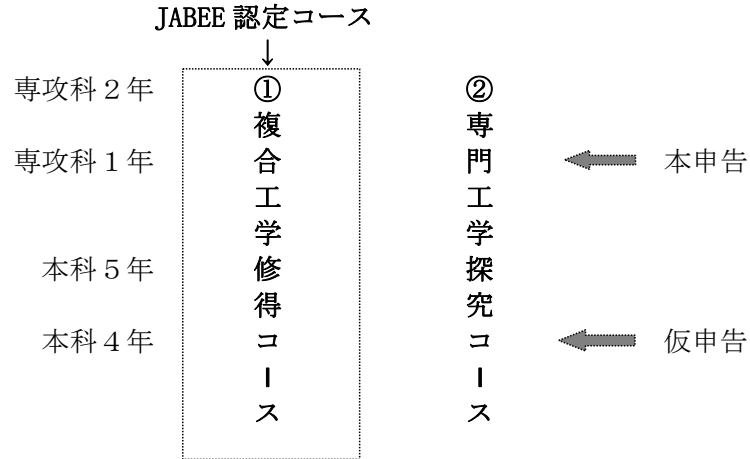 JABEE 認定コース
↓
専攻科２年
専攻科１年
本科５年
本科４年
①複合工学修得コース
②専門工学探究コース
本申告
仮申告